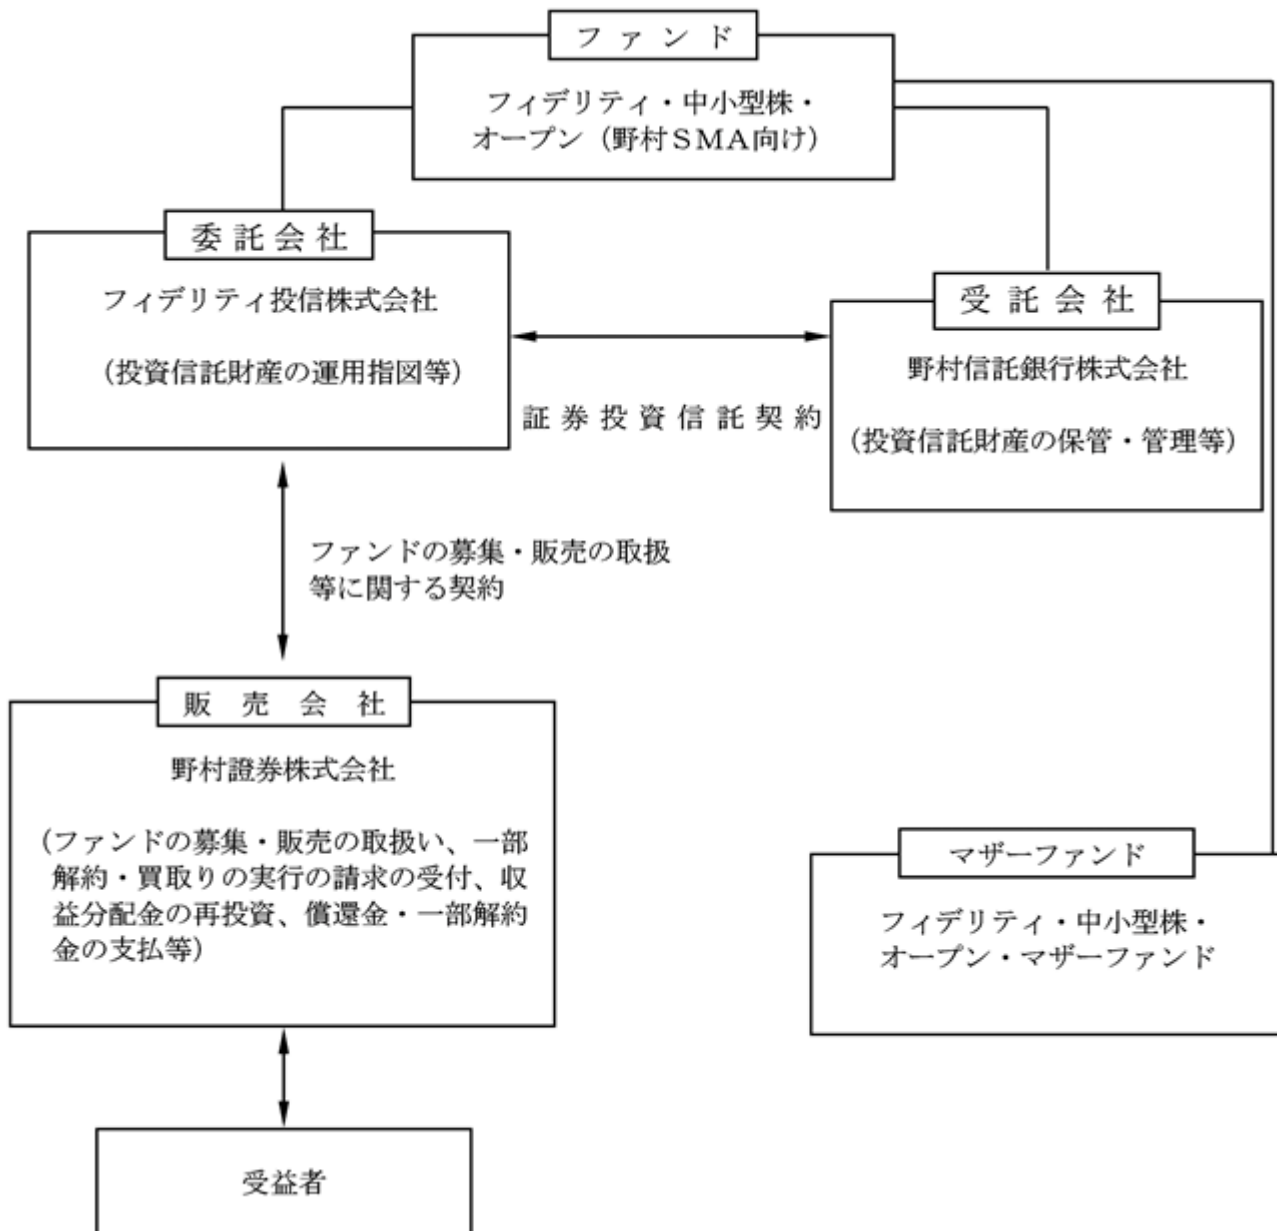 ファンド
フィデリティ・中小型株・
オープン（野村ＳＭＡ向け）
委託会社
フィデリティ投信株式会社
（投資信託財産の運用指図等）
受託会社
野村信託銀行株式会社
（投資信託財産の保管・管理等）
証券投資信託契約
ファンドの募集・販売の取扱
等に関する契約
販売会社
野村證券株式会社
（ファンドの募集・販売の取扱い、一部
解約・買取りの実行の請求の受付、収
益分配金の再投資、償還金・一部解約
金の支払等）
マザーファンド
フィデリティ・中小型株・
オープン・マザーファンド
受益者